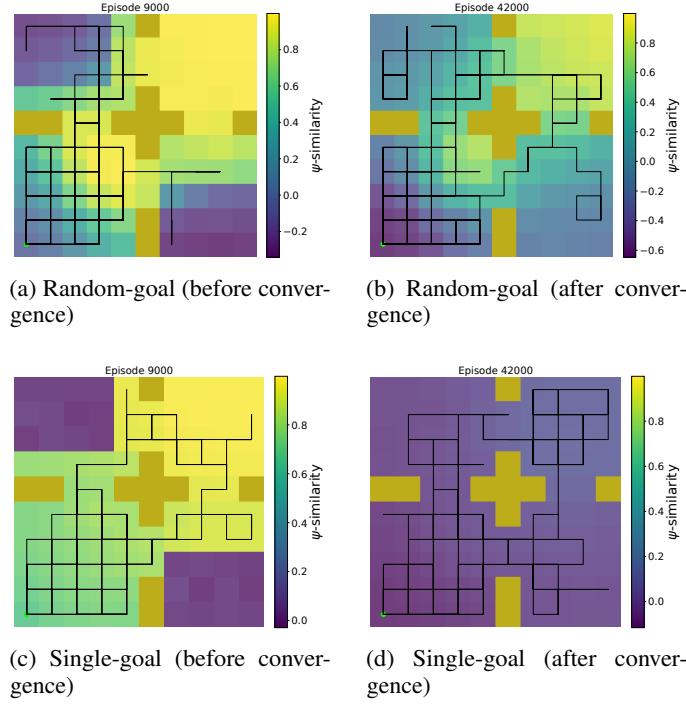 Episode 9000
0.8
0.6
0.4
0.2
0.0
−0.2
ψ-similarity
(a) Random-goal (before conver-
gence)
Episode 42000
0.8
0.6
0.4
0.2
0.0
−0.2
−0.4
−0.6
ψ-similarity
(b) Random-goal (after conver-
gence)
Episode 9000
0.8
0.6
0.4
0.2
0.0
ψ-similarity
(c) Single-goal (before conver-
gence)
Episode 42000
0.8
0.6
0.4
0.2
0.0
ψ-similarity
(d) Single-goal (after conver-
gence)